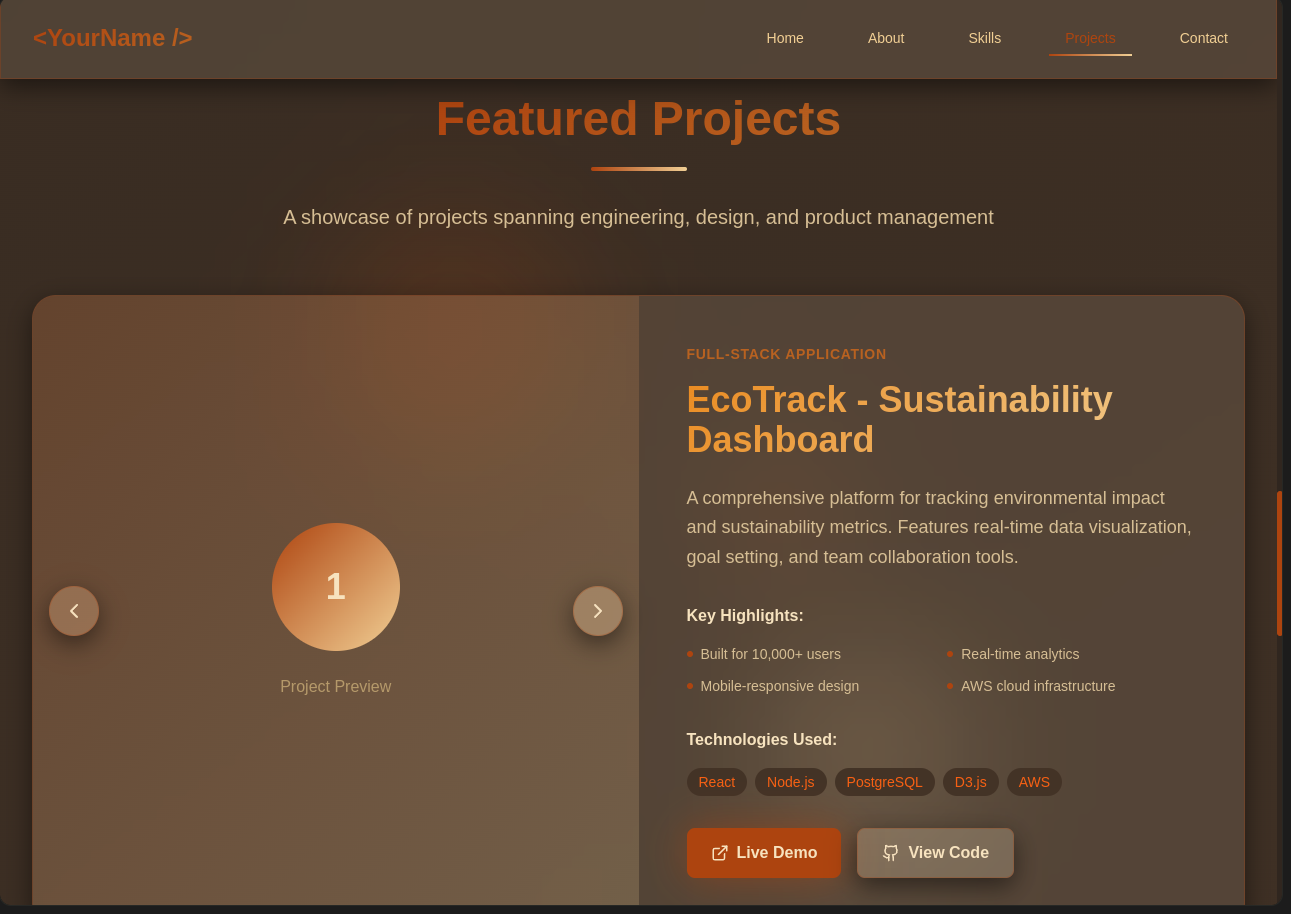 <YourName />
Home
About
Skills
Projects
Contact
Featured Projects
A showcase of projects spanning engineering, design, and product management
1
Project Preview
FULL-STACK APPLICATION
EcoTrack - Sustainability
Dashboard
A comprehensive platform for tracking environmental impact
and sustainability metrics. Features real-time data visualization,
goal setting, and team collaboration tools.
Key Highlights:
Built for 10,000+ users
Real-time analytics
Mobile-responsive design
AWS cloud infrastructure
Technologies Used:
React
Node.js
PostgreSQL
D3.js
AWS
Live Demo
View Code